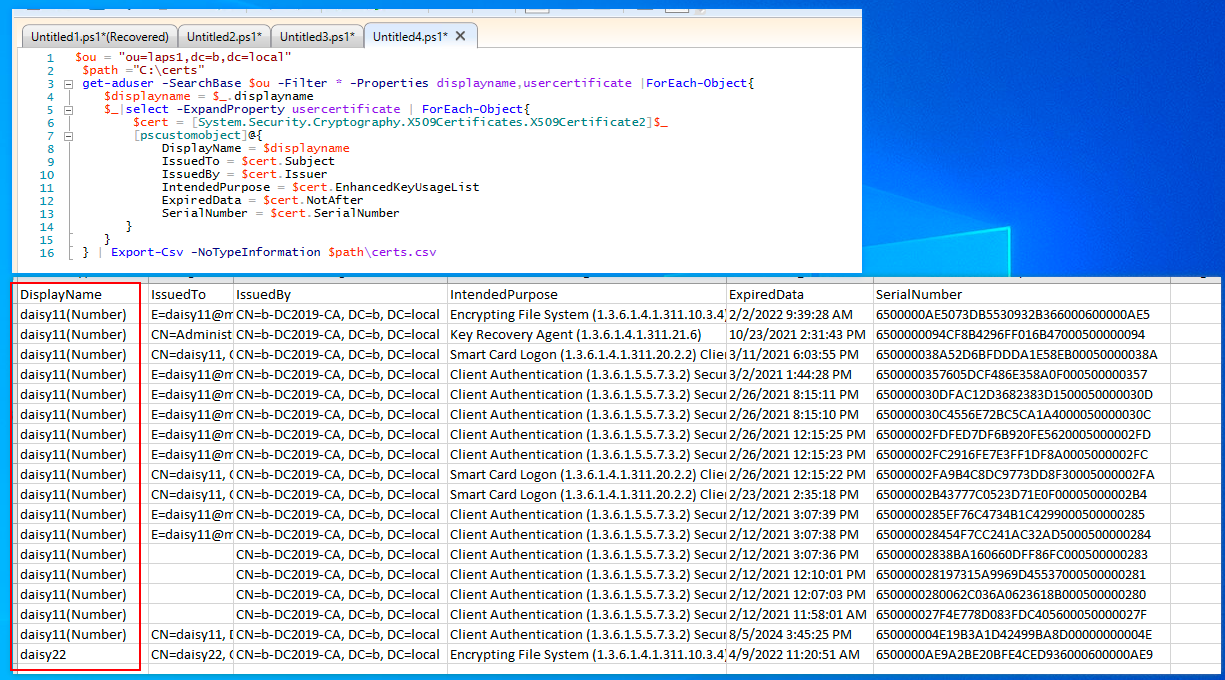 Untitled1.ps1*(Recovered) Untitled2.ps1* Untitled3.ps1* Untitled4.ps1*
1 $ou = "ou=laps1,dc=b,dc=local"
2 $path ="C:\certs"
3 get-aduser -SearchBase $ou -Filter * -Properties displayname,usercertificate |ForEach-Object{
4 $displayname = $_.displayname
5 $_|select -ExpandProperty usercertificate | ForEach-Object{
6 $cert = [System.Security.Cryptography.X509Certificates.X509Certificate2]$_
7 [pscustomobject]@{
8 DisplayName = $displayname
9 IssuedTo = $cert.Subject
10 IssuedBy = $cert.Issuer
11 IntendedPurpose = $cert.EnhancedKeyUsageList
12 ExpiredData = $cert.NotAfter
13 SerialNumber = $cert.SerialNumber
14 }
15 }
16 } | Export-Csv -NoTypeInformation $path\certs.csv
DisplayName IssuedTo IssuedBy IntendedPurpose ExpiredData SerialNumber
daisy11(Number) E=daisy11@m CN=b-DC2019-CA, DC=b, DC=local Encrypting File System (1.3.6.1.4.1.311.10.3.4) 2/2/2022 9:39:28 AM 6500000AE5073DB5530932B366000600000AE5
daisy11(Number) CN=Administ CN=b-DC2019-CA, DC=b, DC=local Key Recovery Agent (1.3.6.1.4.1.311.21.6) 10/23/2021 2:31:43 PM 6500000094CF8B4296FF016B47000500000094
daisy11(Number) CN=daisy11, C CN=b-DC2019-CA, DC=b, DC=local Smart Card Logon (1.3.6.1.4.1.311.20.2.2) Clien 3/11/2021 6:03:55 PM 650000038A52D6BFDDDA1E58EB00050000038A
daisy11(Number) CN=daisy11, C CN=b-DC2019-CA, DC=b, DC=local Client Authentication (1.3.6.1.5.5.7.3.2) Secur 3/2/2021 1:44:28 PM 6500000357605DCF486E358A0F000500000357
daisy11(Number) E=daisy11@m CN=b-DC2019-CA, DC=b, DC=local Client Authentication (1.3.6.1.5.5.7.3.2) Secur 2/26/2021 8:15:11 PM 650000030DFAC12D3682383D1500050000030D
daisy11(Number) E=daisy11@m CN=b-DC2019-CA, DC=b, DC=local Client Authentication (1.3.6.1.5.5.7.3.2) Secur 2/26/2021 8:15:10 PM 650000030C4556E72BC5CA1A4000050000030C
daisy11(Number) E=daisy11@m CN=b-DC2019-CA, DC=b, DC=local Client Authentication (1.3.6.1.5.5.7.3.2) Secur 2/26/2021 12:15:25 PM 65000002FDFED7DF6B920FE5620005000002FD
daisy11(Number) E=daisy11@m CN=b-DC2019-CA, DC=b, DC=local Client Authentication (1.3.6.1.5.5.7.3.2) Secur 2/26/2021 12:15:23 PM 65000002FC2916FE7E3FF1DF8A0005000002FC
daisy11(Number) CN=daisy11, C CN=b-DC2019-CA, DC=b, DC=local Smart Card Logon (1.3.6.1.4.1.311.20.2.2) Clien 2/26/2021 12:15:22 PM 65000002FA9B4C8DC9773DD8F30005000002FA
daisy11(Number) CN=daisy11, C CN=b-DC2019-CA, DC=b, DC=local Smart Card Logon (1.3.6.1.4.1.311.20.2.2) Clien 2/23/2021 2:35:18 PM 65000002B43777C0523D71E0F00005000002B4
daisy11(Number) E=daisy11@m CN=b-DC2019-CA, DC=b, DC=local Client Authentication (1.3.6.1.5.5.7.3.2) Secur 2/12/2021 3:07:39 PM 6500000285EF76C4734B1C4299000500000285
daisy11(Number) E=daisy11@m CN=b-DC2019-CA, DC=b, DC=local Client Authentication (1.3.6.1.5.5.7.3.2) Secur 2/12/2021 3:07:38 PM 650000028454F7CC241AC32AD5000500000284
daisy11(Number) CN=b-DC2019-CA, DC=b, DC=local Client Authentication (1.3.6.1.5.5.7.3.2) Secur 2/12/2021 3:07:36 PM 65000002838BA160660DFF86FC000500000283
daisy11(Number) CN=b-DC2019-CA, DC=b, DC=local Client Authentication (1.3.6.1.5.5.7.3.2) Secur 2/12/2021 12:10:01 PM 650000028197315A9969D45537000500000281
daisy11(Number) CN=b-DC2019-CA, DC=b, DC=local Client Authentication (1.3.6.1.5.5.7.3.2) Secur 2/12/2021 12:07:03 PM 650000280062C036A0623618B000500000280
daisy11(Number) CN=b-DC2019-CA, DC=b, DC=local Client Authentication (1.3.6.1.5.5.7.3.2) Secur 2/12/2021 11:58:01 AM 650000027F4E778D083FDC405600050000027F
daisy11(Number) CN=daisy11, D CN=b-DC2019-CA, DC=b, DC=local Client Authentication (1.3.6.1.5.5.7.3.2) Secur 8/5/2024 3:45:25 PM 650000004E19B3A1D42499BA8D00000000004E
daisy22 CN=daisy22, C CN=b-DC2019-CA, DC=b, DC=local Encrypting File System (1.3.6.1.4.1.311.10.3.4) 4/9/2022 11:20:51 AM 6500000AE9A2BE20BFE4CED936000600000AE9